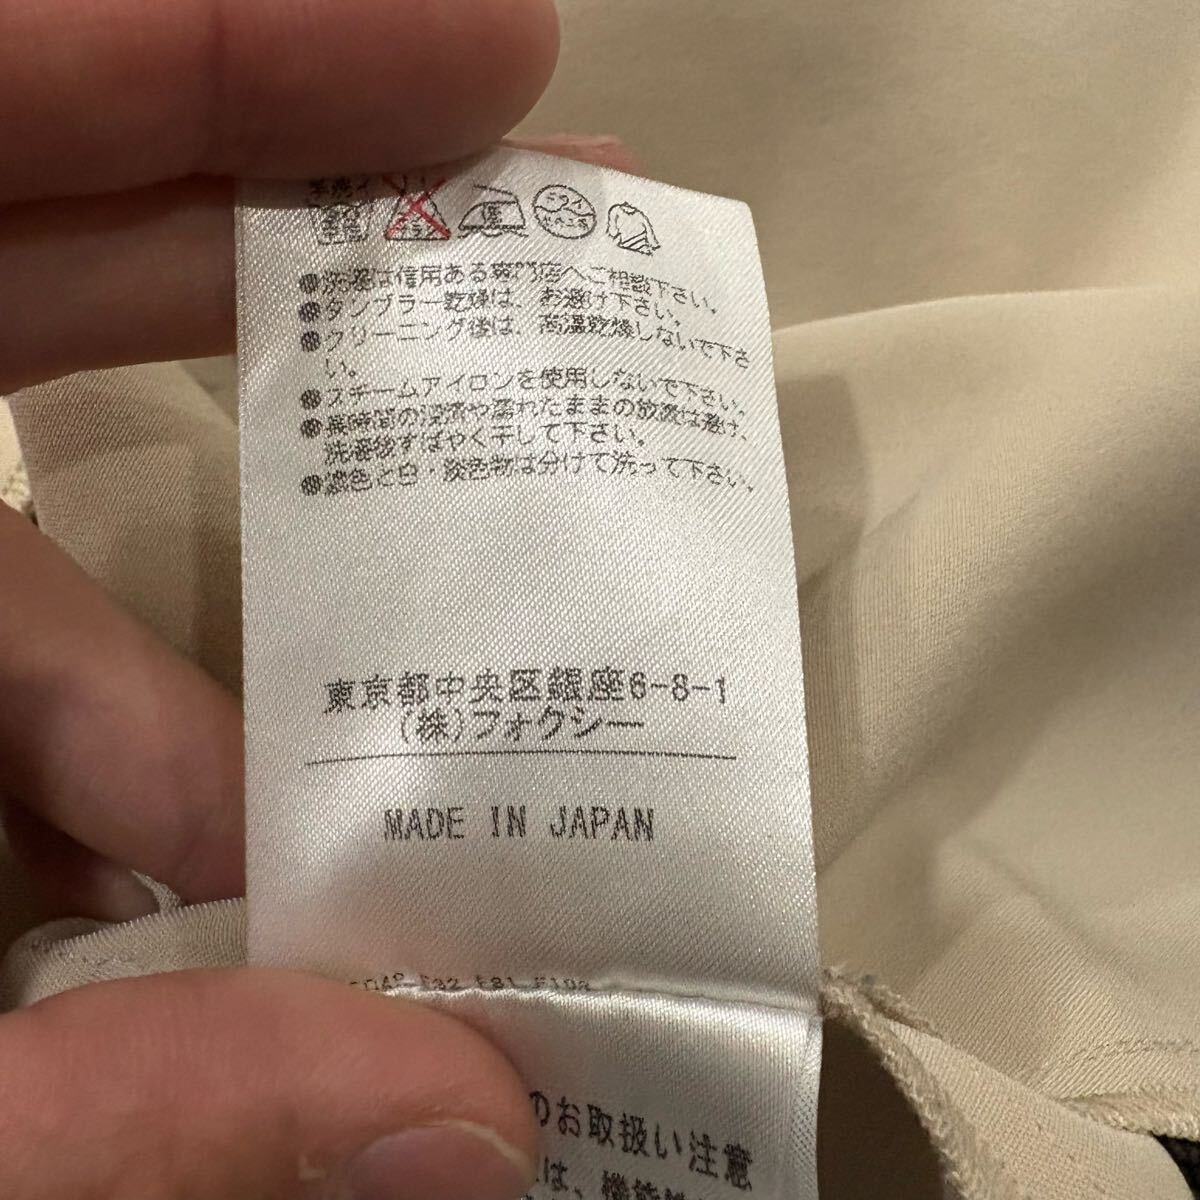 ●洗濯は信用ある専門店へご相談下さい。
●タンブラー乾燥は、お避け下さい。
●クリーニング後は、高温乾燥しないで下さ
い。
●スチームアイロンを使用しないで下さい。
●長時間の浸漬や濡れたままの放置は避け、
洗濯後すばやく干して下さい。
●濃色と白・淡色物は分けて洗って下さい。
東京都中央区銀座6-8-1
(株)フォクシー
MADE IN JAPAN
のお取扱い注意
は、機能性